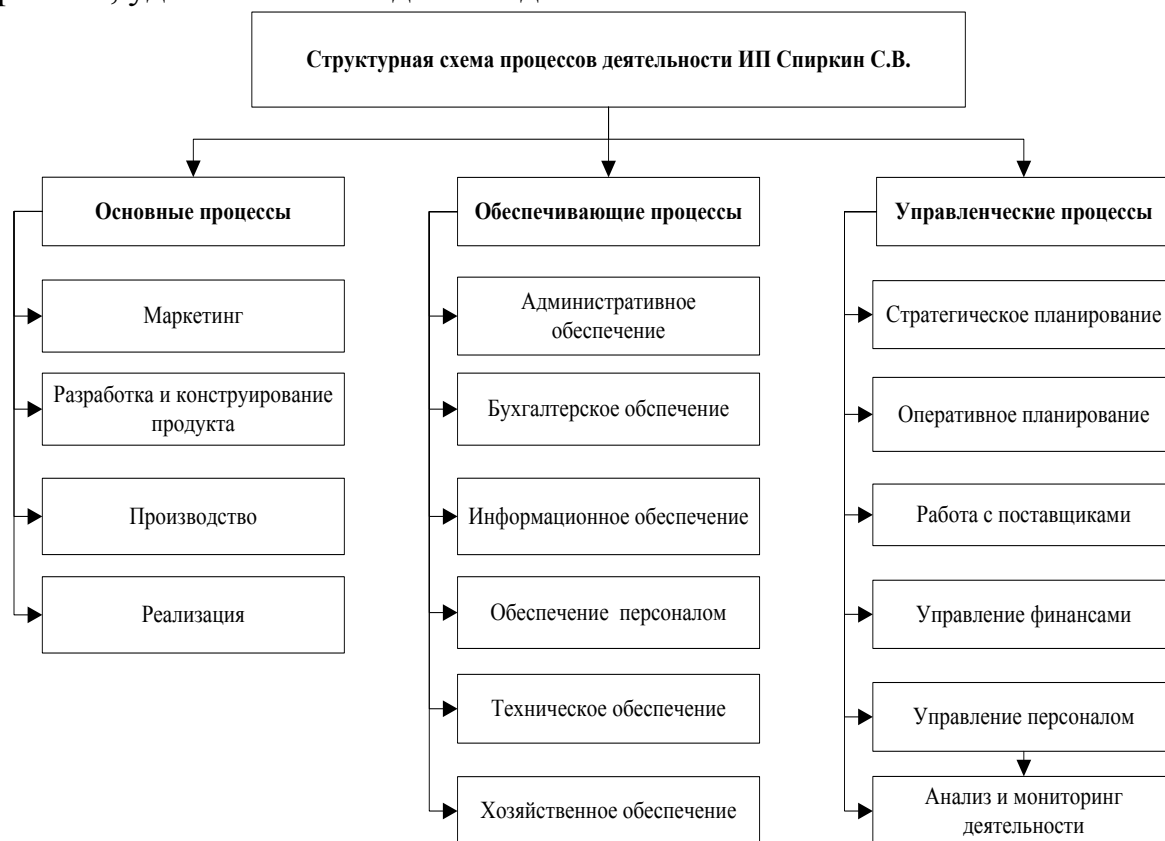 Структурная схема процессов деятельности ИП Спиркин С.В.
Основные процессы
Маркетинг
Разработка и конструирование
продукта
Производство
Реализация
Обеспечивающие процессы
Административное
обеспечение
Бухгалтерское обспечение
Информационное обеспечение
Обеспечение персоналом
Техническое обеспечение
Хозяйственное обеспечение
Управленческие процессы
Стратегическое планирование
Оперативное планирование
Работа с поставщиками
Управление финансами
Управление персоналом
Анализ и мониторинг
деятельности